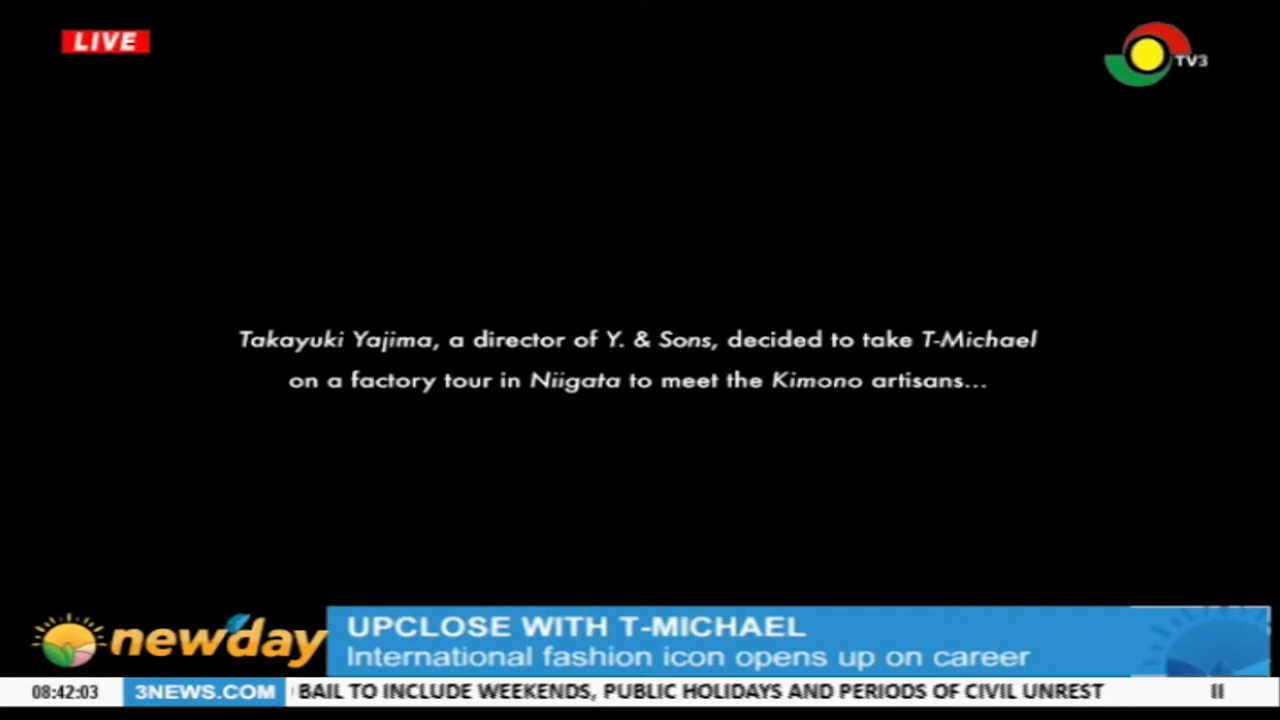 LIVE
TV3
Takayuki Yajima, a director of Y. & Sons, decided to take T-Michael
on a factory tour in Niigata to meet the Kimono artisans...
newday
UPCLOSE WITH T-MICHAEL
International fashion icon opens up on career
08:42:03 3NEWS.COM BAIL TO INCLUDE WEEKENDS, PUBLIC HOLIDAYS AND PERIODS OF CIVIL UNREST